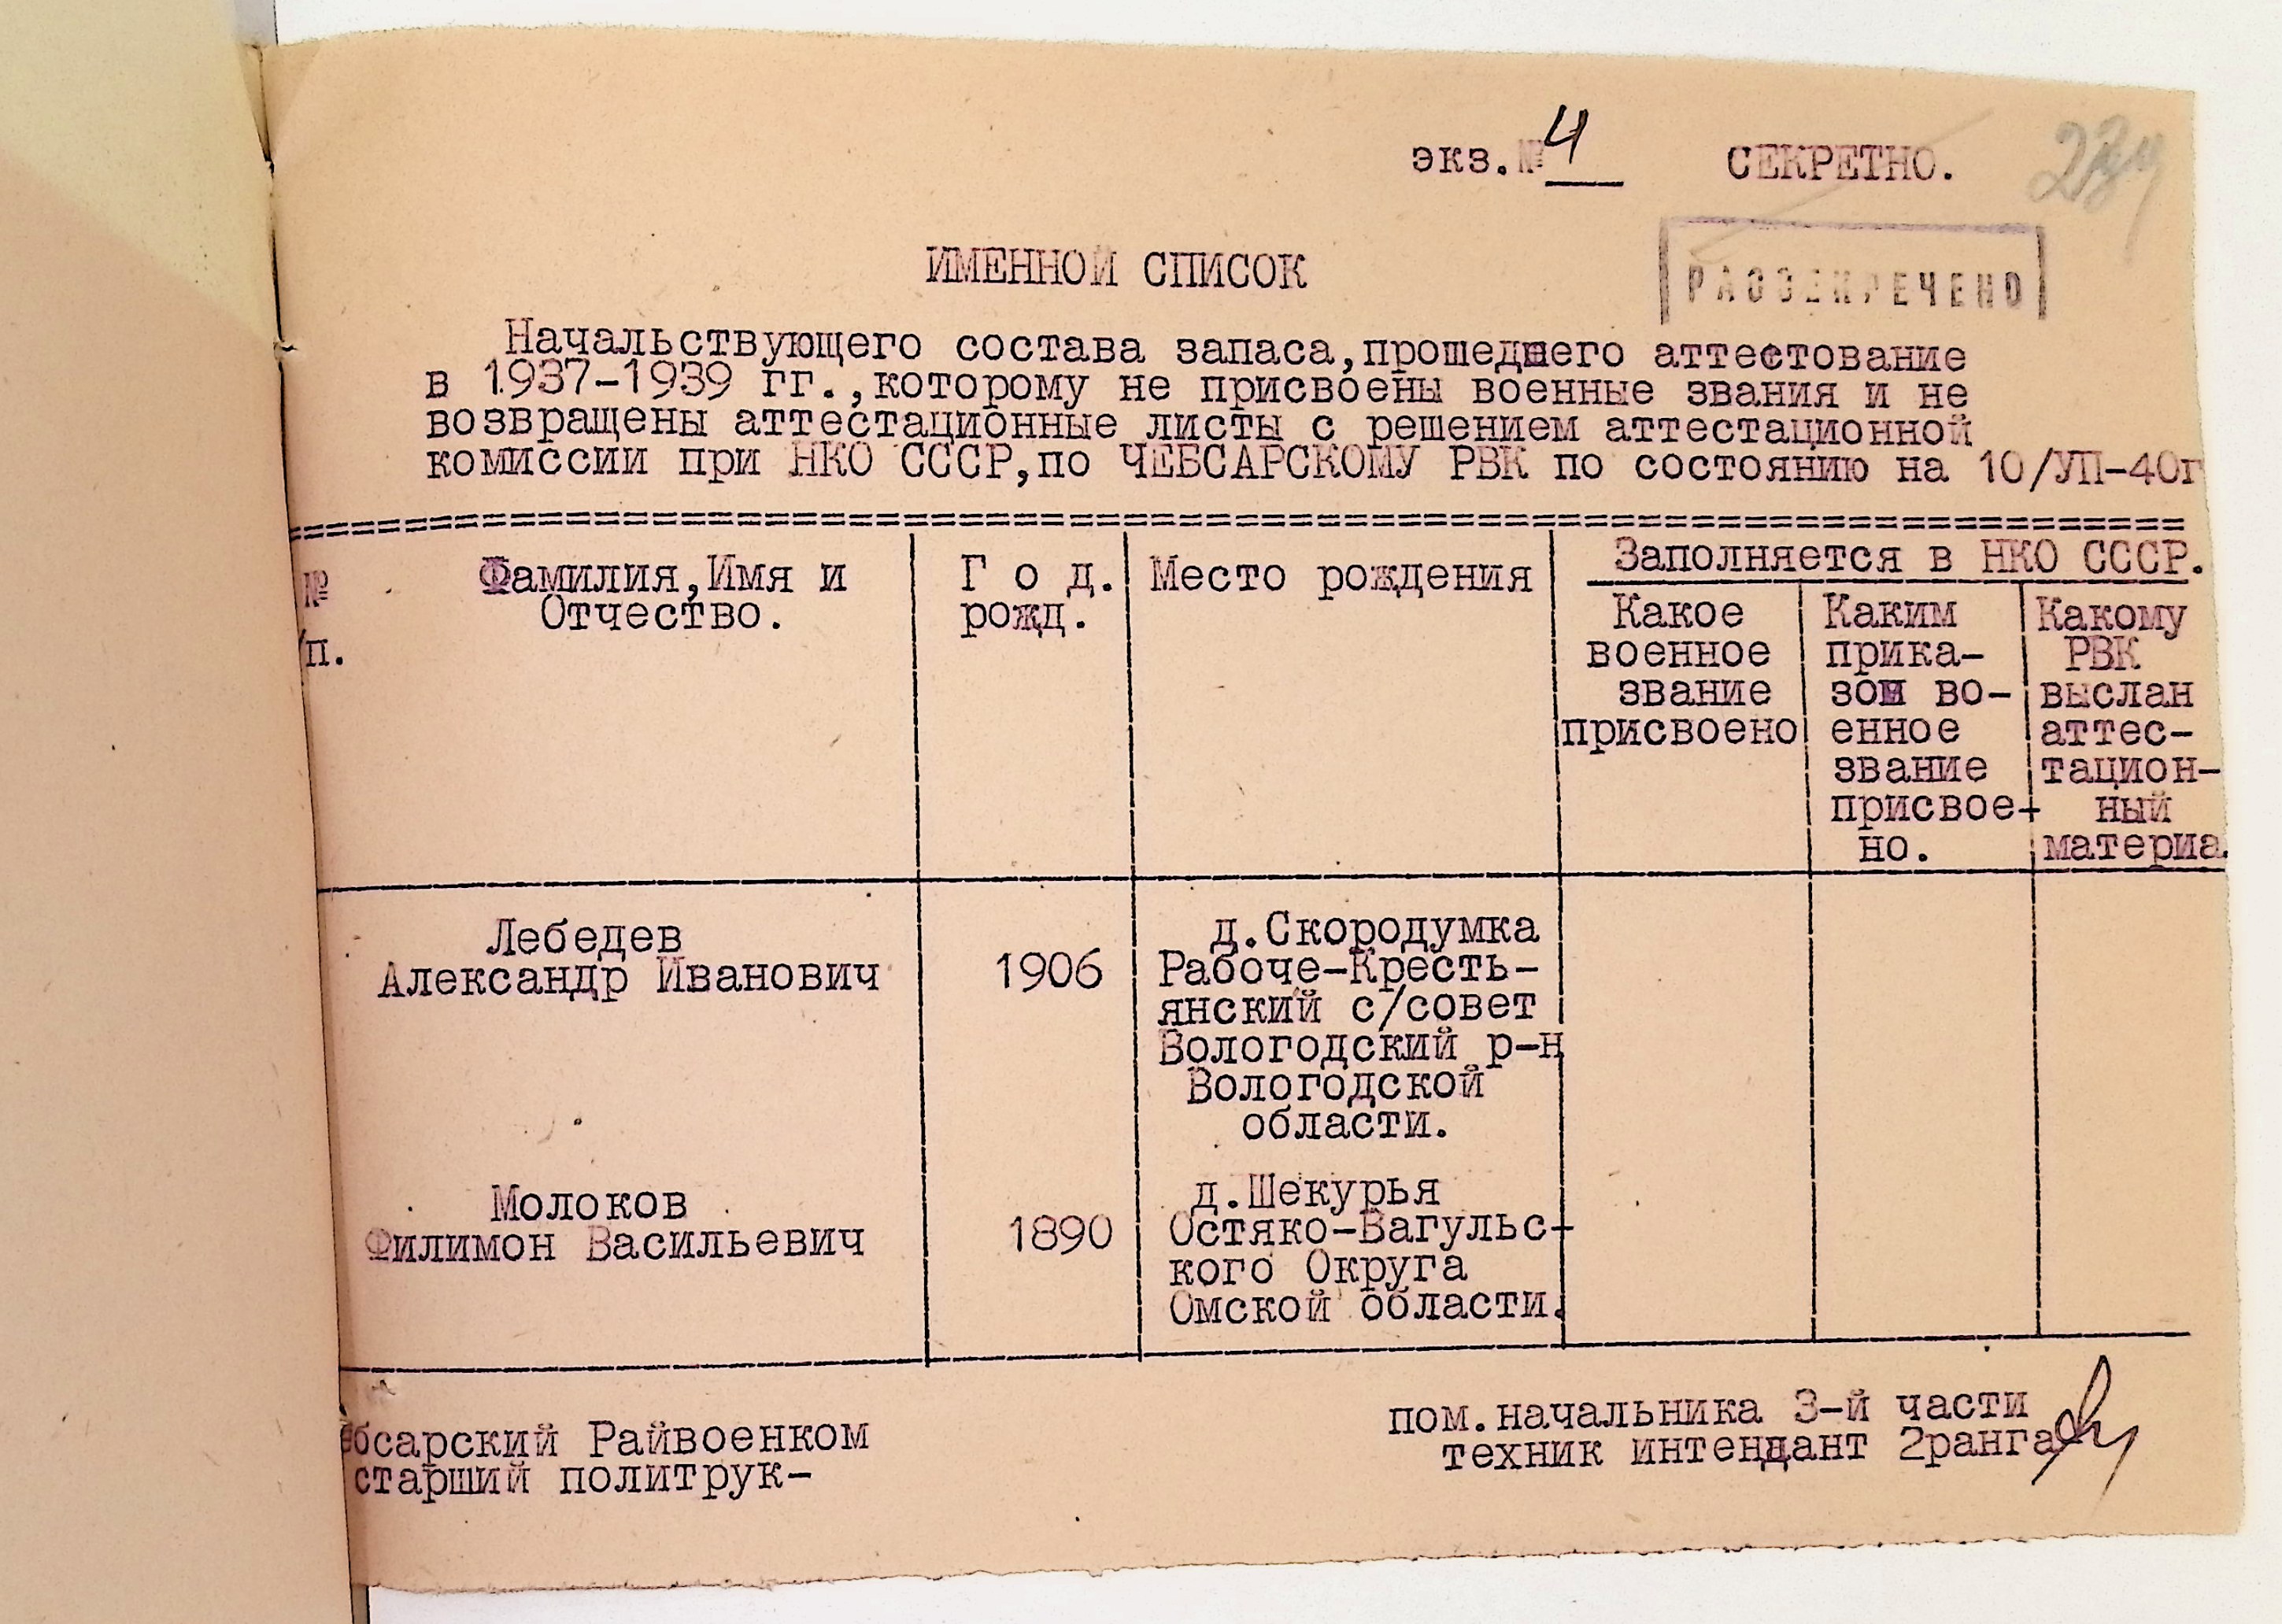 экз.№ 4 СЕКРЕТНО.
РАССЕКРЕЧЕНО
ИМЕННОЙ СПИСОК
Начальствующего состава запаса,прошедшего аттестование
в 1937-1939 гг.,которому не присвоены военные звания и не
возвращены аттестационные листы с решением аттестационной
комиссии при НКО СССР,по ЧЕБСАРСКОМУ РВК по состоянию на 10/УП-40г
№
/п.
Фамилия,Имя и
Отчество.
Г о д.
рожд.
Место рождения
Заполняется в НКО СССР.
Какое
военное
звание
присвоено
Каким
прика-
зом во-
енное
звание
присвое-
но.
Какому
РВК
выслан
аттес-
тацион-
ный
материа
Лебедев
Александр Иванович
1906
д.Скородумка
Рабоче-Кресть-
янский с/совет
Вологодский р-н
Вологодской
области.
Молоков
Филимон Васильевич
1890
д.Шекурья
Остяко-Вагульс-
кого Округа
Омской области.
ебсарский Райвоенком
старший политрук-
пом.начальника 3-й части
техник интендант 2ранга